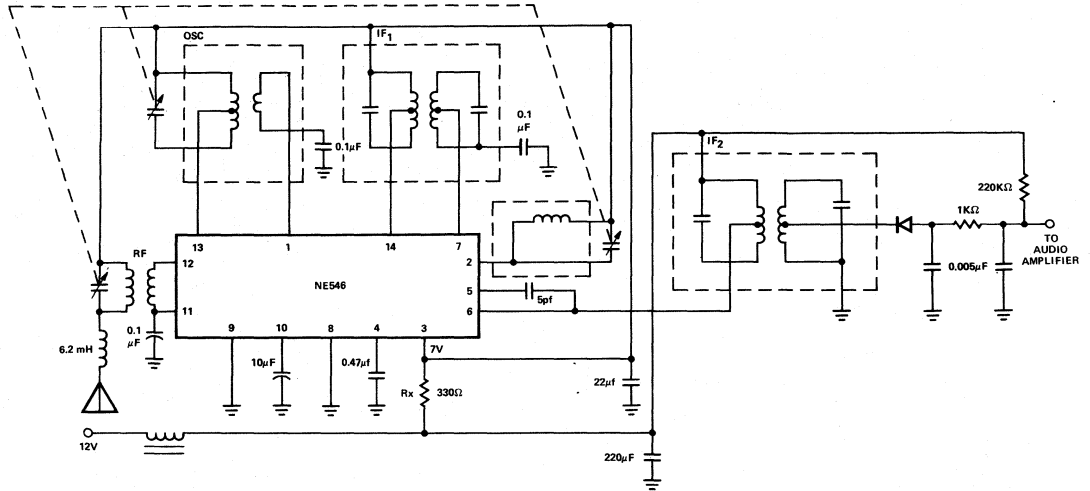 OSC
IF1
0.1
μF
0.1μF
IF2
220KΩ
1KΩ
TO
AUDIO
AMPLIFIER
0.005μF
13
1
14
7
RF
12
2
NE546
5
5pf
11
6
0.1
μF
9
10
8
4
3
7V
6.2 mH
10μF
0.47μf
Rx
330Ω
22μf
12V
220μF